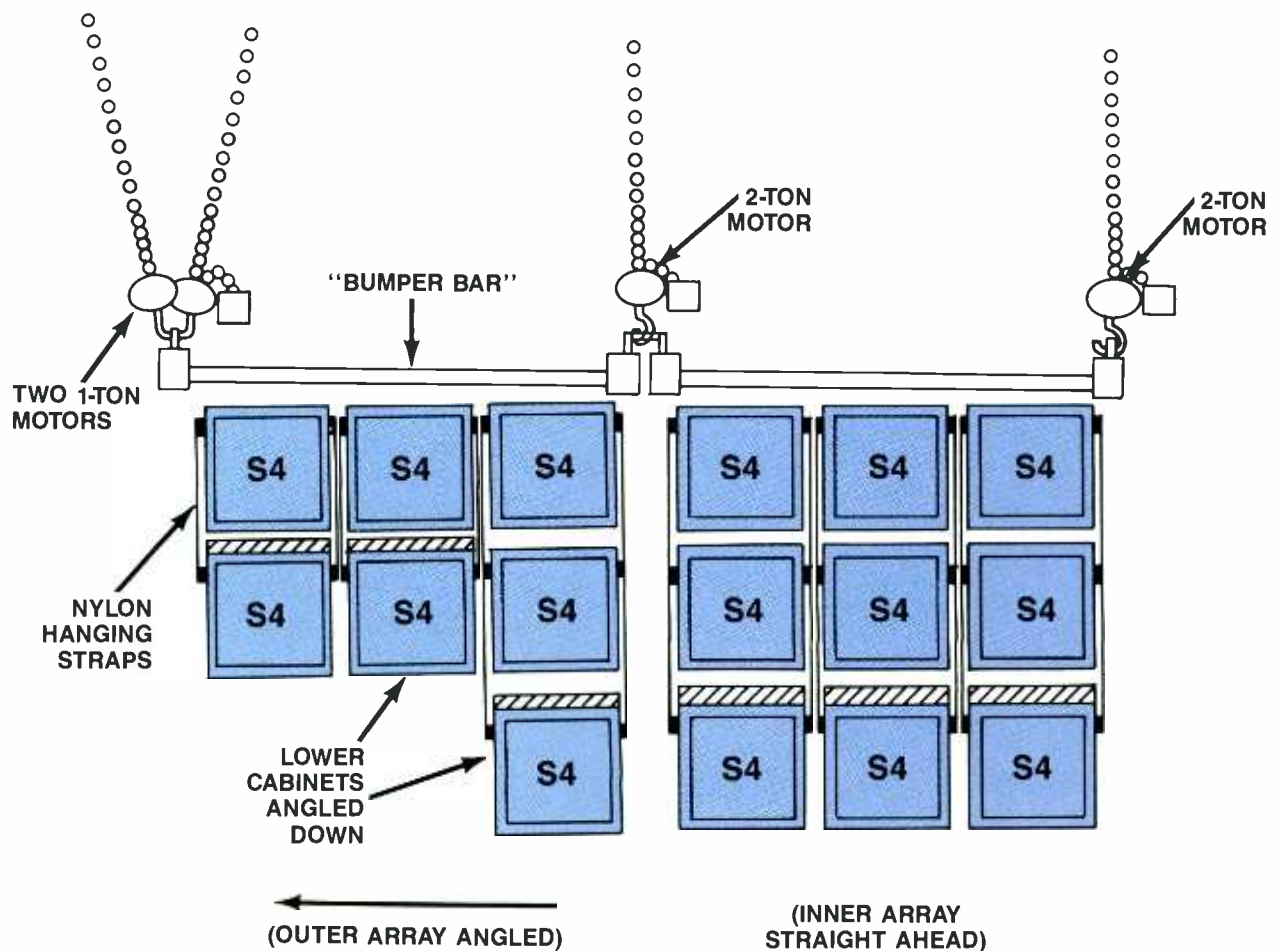 2-TON
MOTOR
2-TON
MOTOR
"BUMPER BAR"
TWO 1-TON
MOTORS
S4 S4 S4 S4 S4 S4
NYLON
HANGING
STRAPS
S4 S4 S4 S4 S4 S4
LOWER
CABINETS
ANGLED
DOWN
S4 S4 S4 S4
(OUTER ARRAY ANGLED)
(INNER ARRAY
STRAIGHT AHEAD)